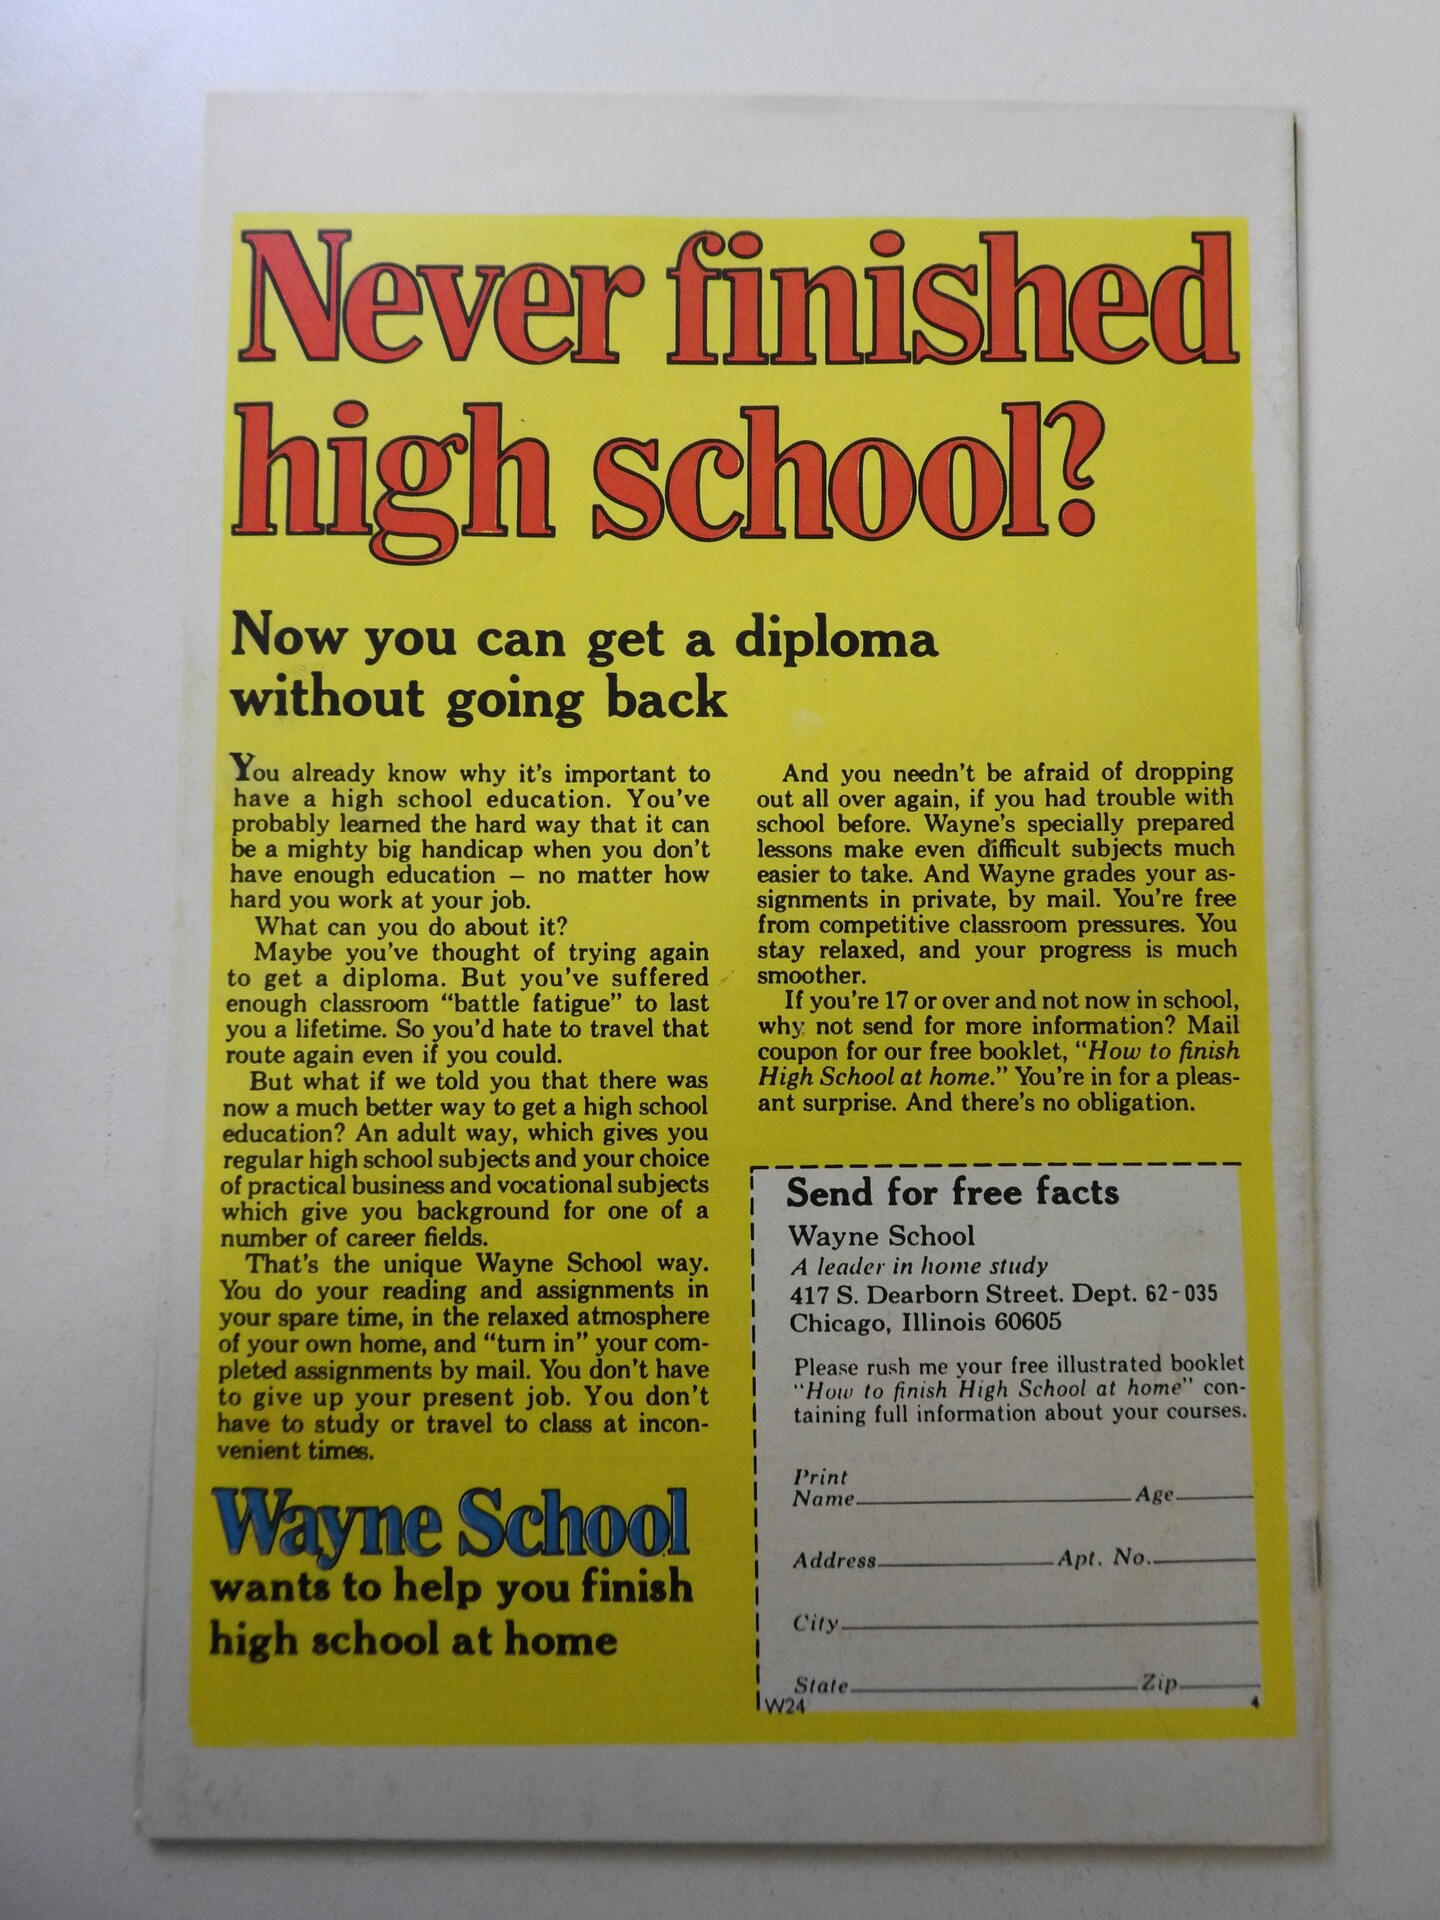 Never finished
high school?
Now you can get a diploma
without going back
You already know why it's important to
have a high school education. You've
probably learned the hard way that it can
be a mighty big handicap when you don't
have enough education – no matter how
hard you work at your job.
What can you do about it?
Maybe you've thought of trying again
to get a diploma. But you've suffered
enough classroom “battle fatigue” to last
you a lifetime. So you'd hate to travel that
route again even if you could.
But what if we told you that there was
now a much better way to get a high school
education? An adult way, which gives you
regular high school subjects and your choice
of practical business and vocational subjects
which give you background for one of a
number of career fields.
That's the unique Wayne School way.
You do your reading and assignments in
your spare time, in the relaxed atmosphere
of your own home, and “turn in” your com-
pleted assignments by mail. You don't have
to give up your present job. You don't
have to study or travel to class at incon-
venient times.
Wayne School
wants to help you finish
high school at home
And you needn't be afraid of dropping
out all over again, if you had trouble with
school before. Wayne's specially prepared
lessons make even difficult subjects much
easier to take. And Wayne grades your as-
signments in private, by mail. You're free
from competitive classroom pressures. You
stay relaxed, and your progress is much
smoother.
If you're 17 or over and not now in school,
why not send for more information? Mail
coupon for our free booklet, “How to finish
High School at home.” You're in for a pleas-
ant surprise. And there's no obligation.
Send for free facts
Wayne School
A leader in home study
417 S. Dearborn Street. Dept. 62-035
Chicago, Illinois 60605
Please rush me your free illustrated booklet
“How to finish High School at home” con-
taining full information about your courses.
Print
Name Age
Address Apt. No.
City
State Zip
W24 4